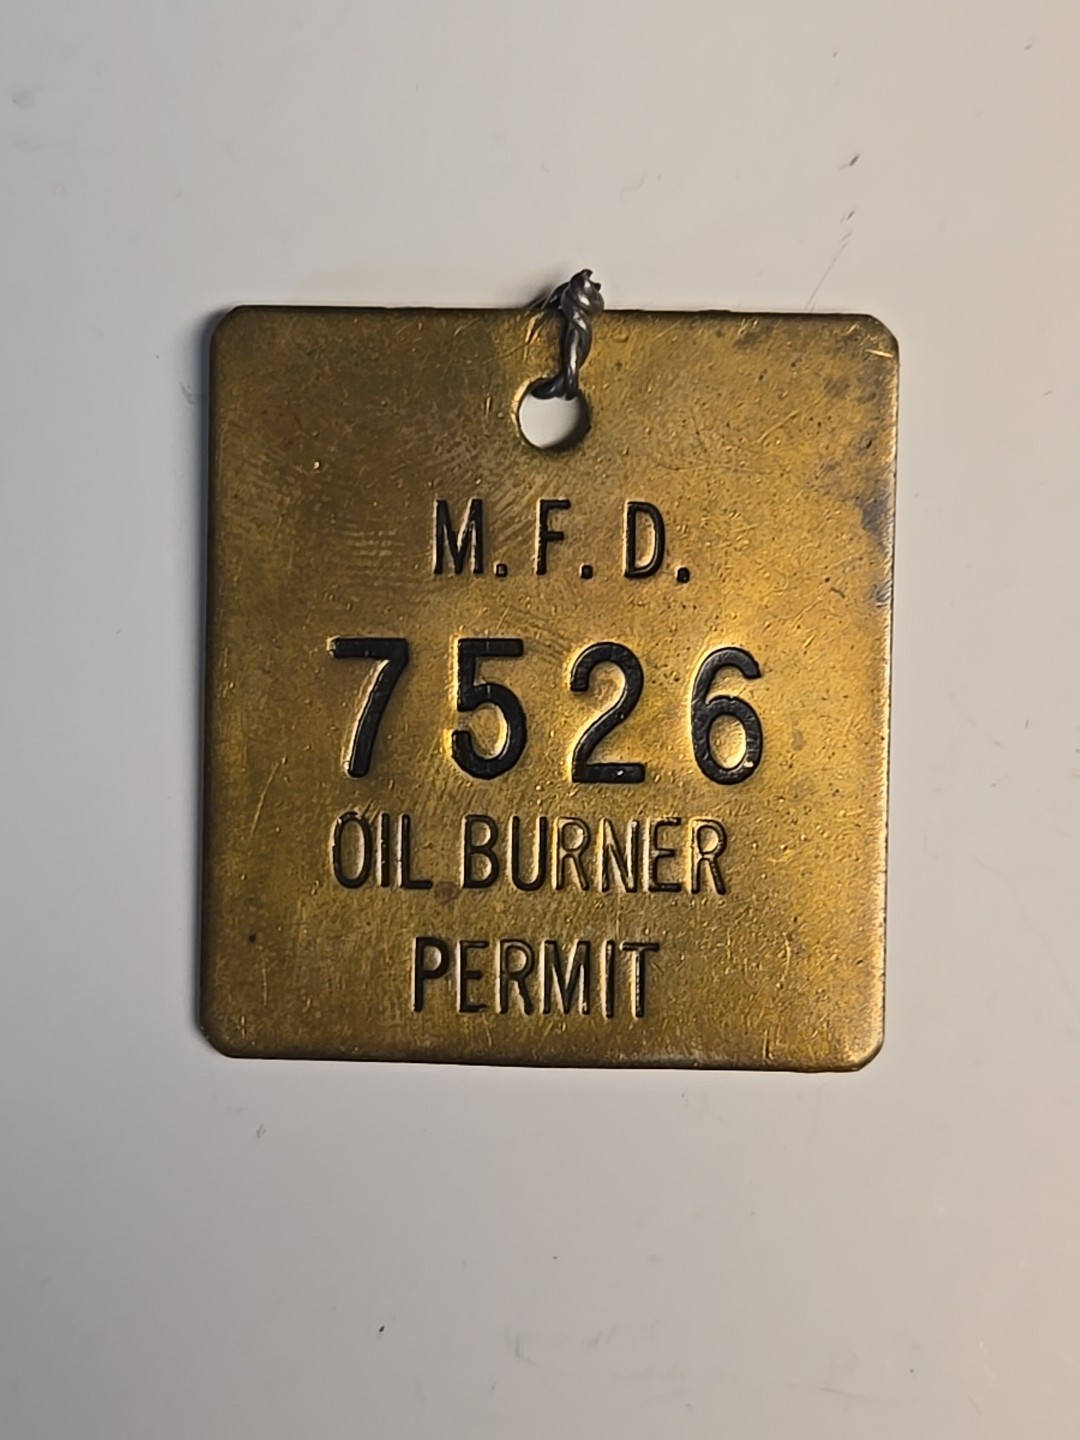 M. F. D.
7526
OIL BURNER
PERMIT